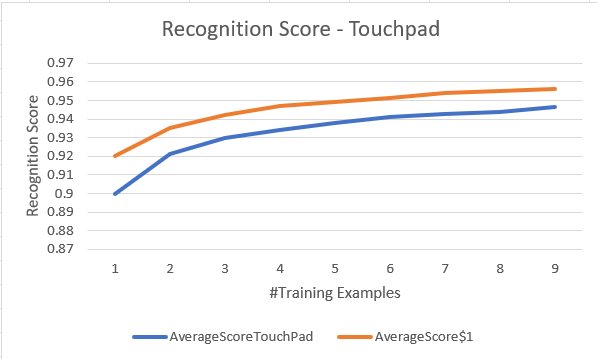 Recognition Score - Touchpad
0.97
0.96
0.95
0.94
0.93
0.92
0.91
0.9
0.89
0.88
0.87
Recognition Score
1 2 3 4 5 6 7 8 9
#Training Examples
AverageScoreTouchPad AverageScore$1